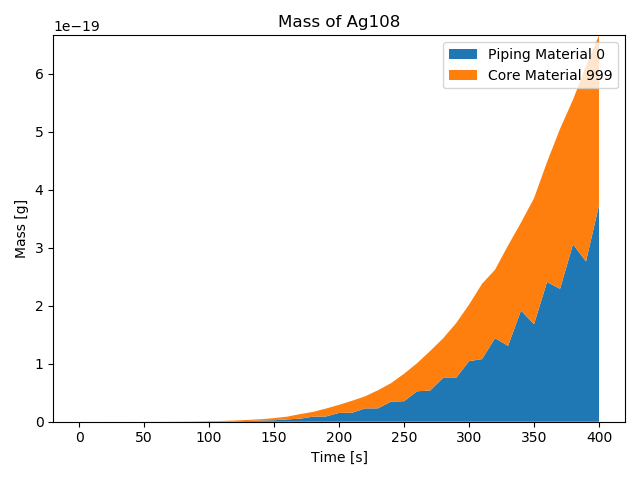 Mass of Ag108
1e−19
Piping Material 0
Core Material 999
6
5
4
3
2
1
0
Mass [g]
0 50 100 150 200 250 300 350 400
Time [s]